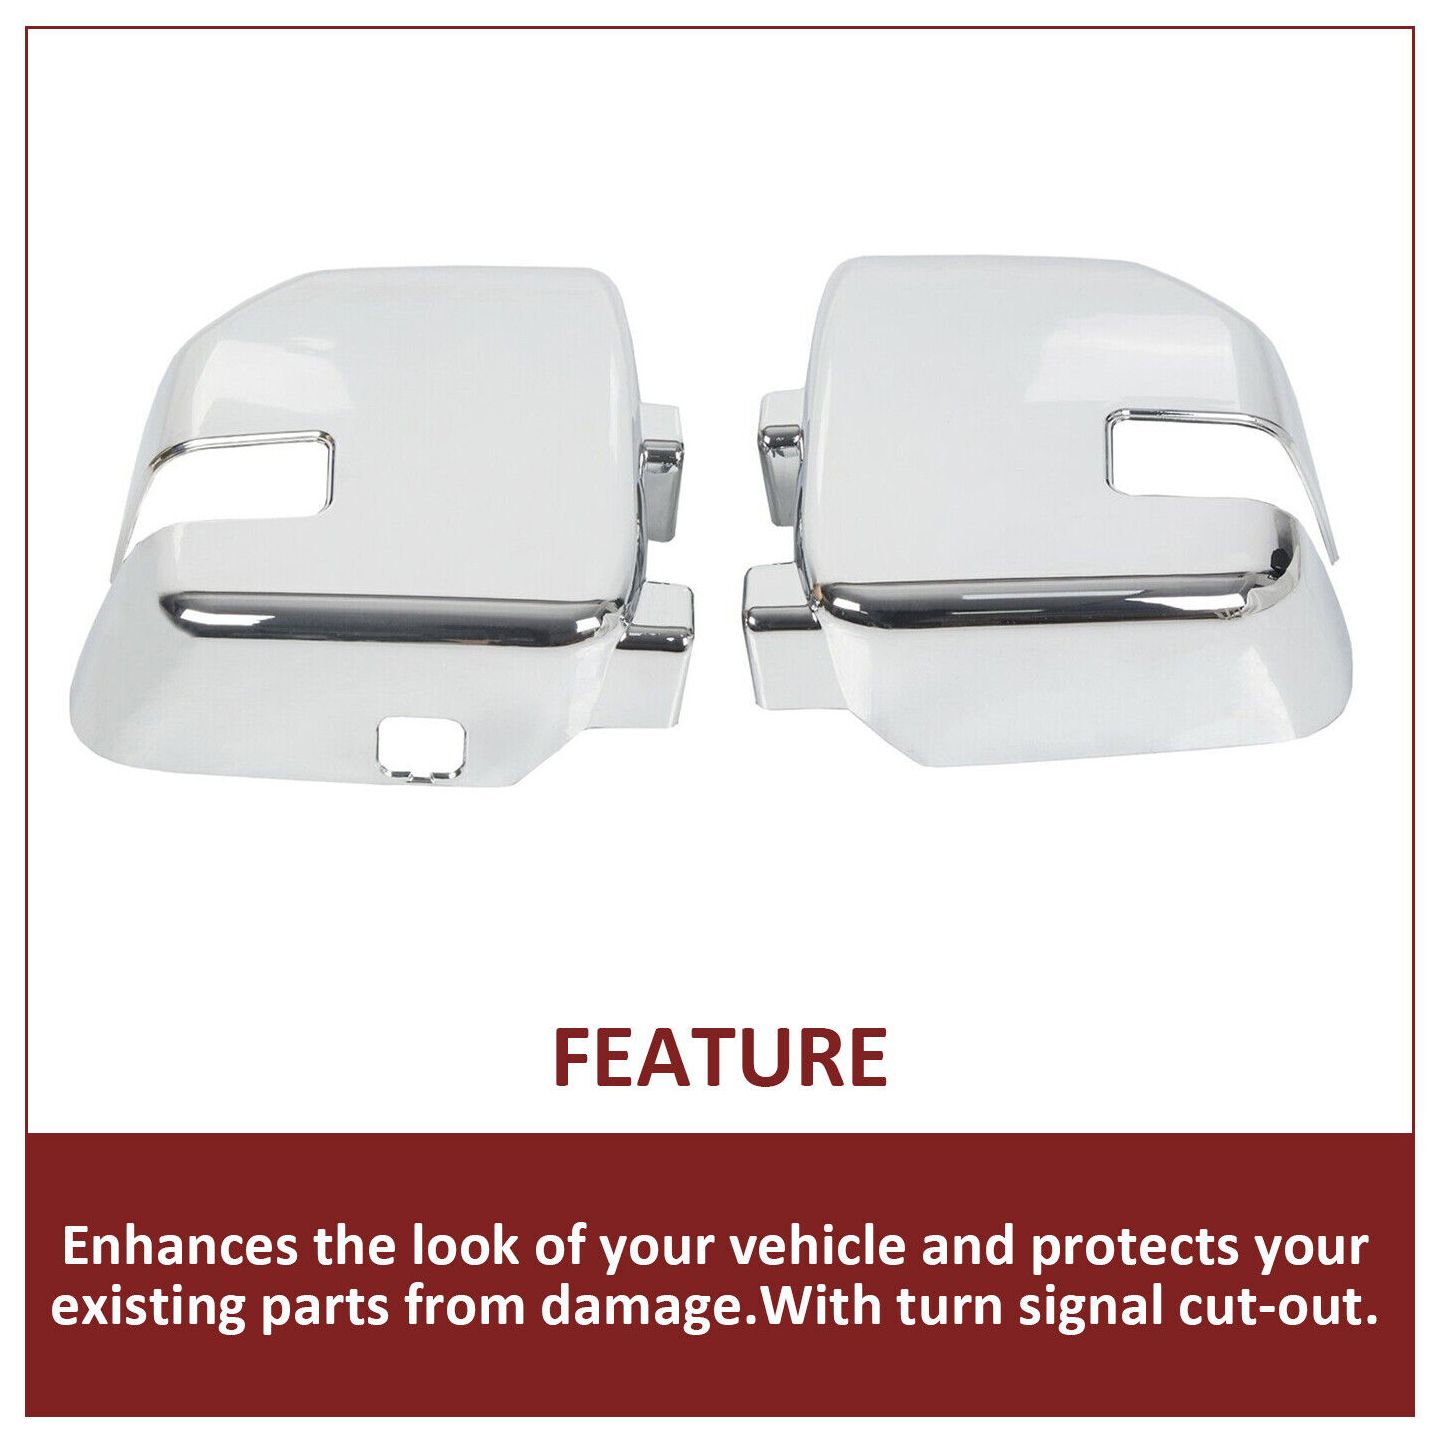 FEATURE
Enhances the look of your vehicle and protects your
existing parts from damage.With turn signal cut-out.